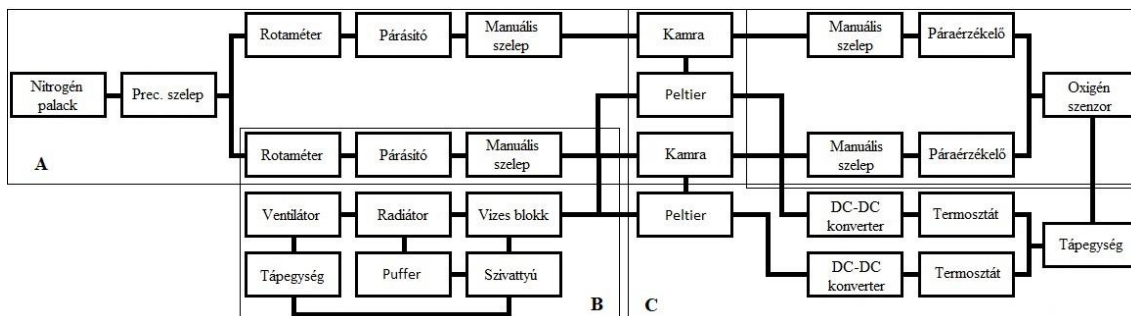 Rotaméter
Párásító
Manuális
szelep
Kamra
Manuális
szelep
Páraérzékelő
Nitrogén
palack
Prec. szelep
Peltier
Oxigén
szenzor
A
Rotaméter
Párásító
Manuális
szelep
Kamra
Manuális
szelep
Páraérzékelő
Ventilátor
Radiátor
Vizes blokk
Peltier
DC-DC
konverter
Termosztát
Tápegység
Tápegység
Puffer
Szivattyú
DC-DC
konverter
Termosztát
B
C